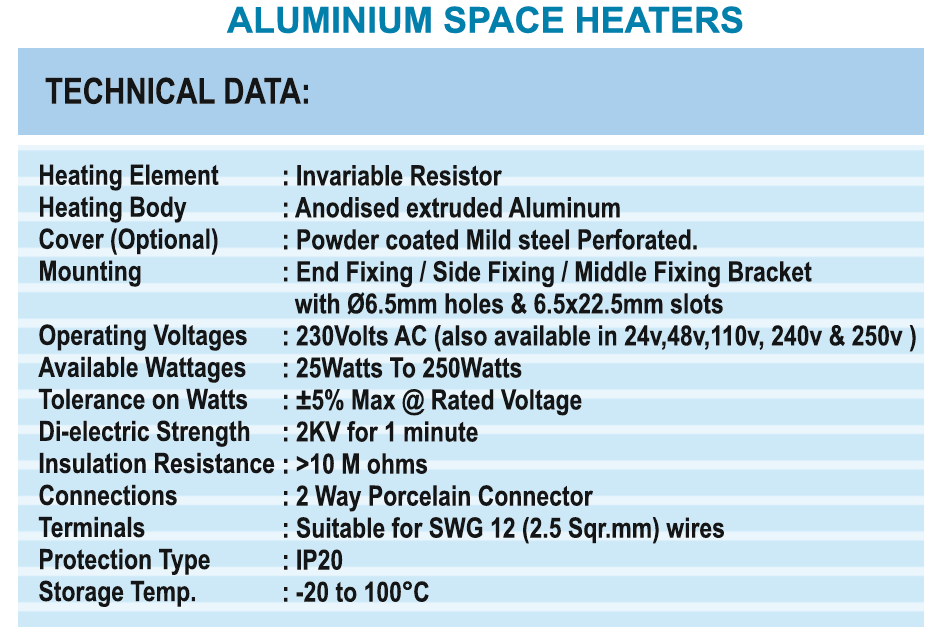 ALUMINIUM SPACE HEATERS
TECHNICAL DATA:
Heating Element : Invariable Resistor
Heating Body : Anodised extruded Aluminum
Cover (Optional) : Powder coated Mild steel Perforated.
Mounting : End Fixing / Side Fixing / Middle Fixing Bracket
with Ø6.5mm holes & 6.5x22.5mm slots
Operating Voltages : 230Volts AC (also available in 24v,48v,110v, 240v & 250v )
Available Wattages : 25Watts To 250Watts
Tolerance on Watts : ±5% Max @ Rated Voltage
Di-electric Strength : 2KV for 1 minute
Insulation Resistance : >10 M ohms
Connections : 2 Way Porcelain Connector
Terminals : Suitable for SWG 12 (2.5 Sqr.mm) wires
Protection Type : IP20
Storage Temp. : -20 to 100°C